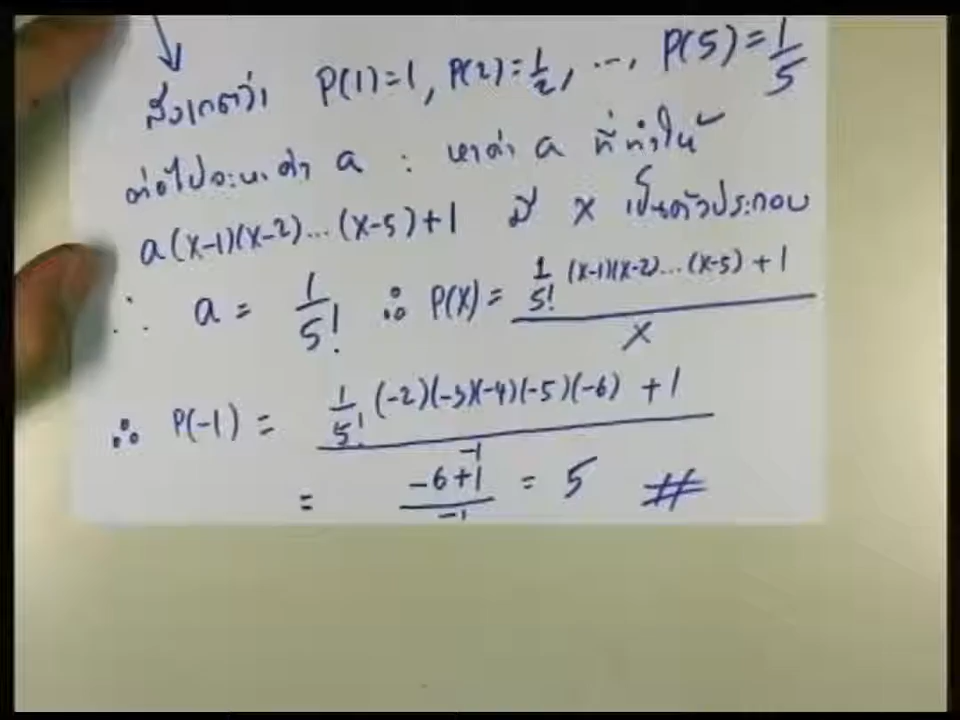 สังเกตว่า P(1)=1, P(2)=1/2, ..., P(5)=1/5
ต่อไปจะหาค่า a : หาค่า a ที่ทำให้
a(x-1)(x-2)...(x-5)+1 มี x เป็นตัวประกอบ
∴ a = 1/5! ∴ P(x) = (1/5! (x-1)(x-2)...(x-5)+1)/x
∴ P(-1) = (1/5! (-2)(-3)(-4)(-5)(-6) + 1)/-1
= (-6+1)/-1 = 5 #